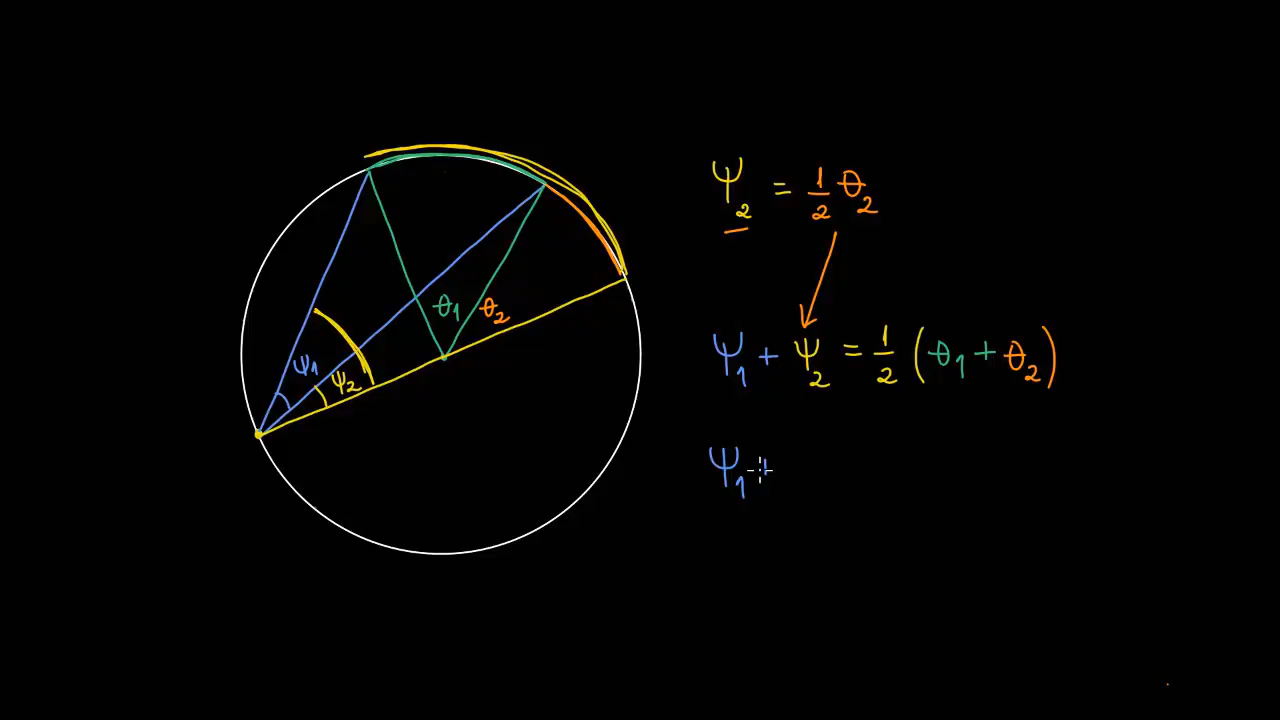 θ₁ θ₂
ψ₁ ψ₂
ψ₂ = 1/2 θ₂
ψ₁ + ψ₂ = 1/2 (θ₁ + θ₂)
ψ₁ +